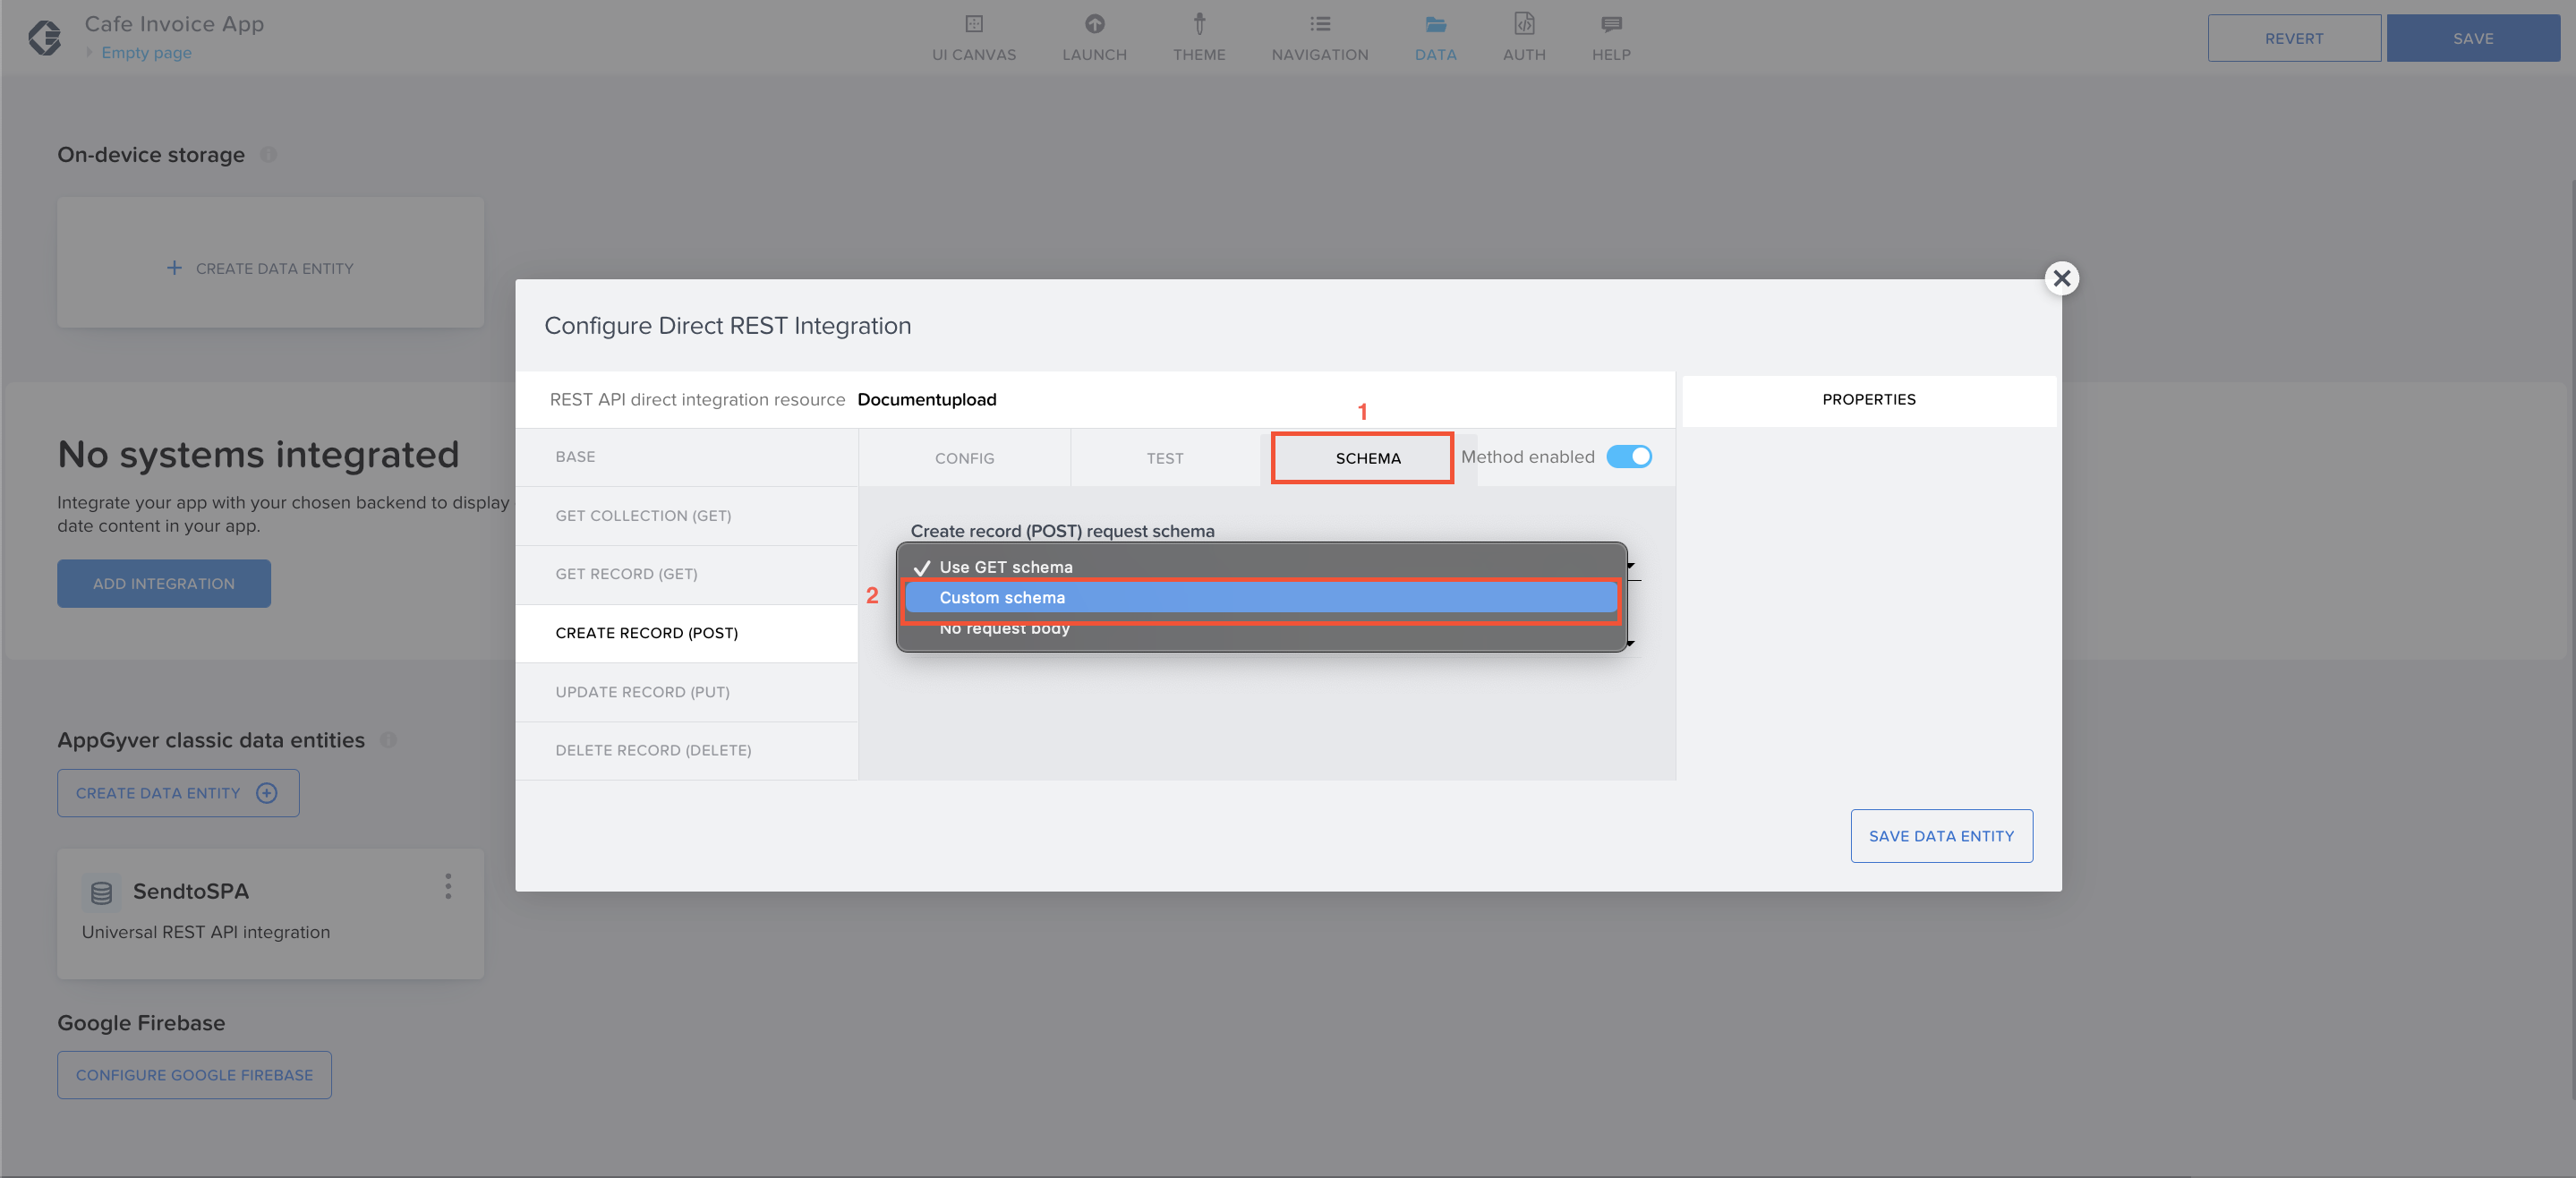 Cafe Invoice App
Empty page
UI CANVAS
LAUNCH
THEME
NAVIGATION
DATA
AUTH
HELP
REVERT
SAVE
On-device storage
CREATE DATA ENTITY
No systems integrated
Integrate your app with your chosen backend to display
date content in your app.
ADD INTEGRATION
AppGyver classic data entities
CREATE DATA ENTITY
SendtoSPA
Universal REST API integration
Google Firebase
CONFIGURE GOOGLE FIREBASE
Configure Direct REST Integration
REST API direct integration resource Documentupload
PROPERTIES
BASE
GET COLLECTION (GET)
GET RECORD (GET)
CREATE RECORD (POST)
UPDATE RECORD (PUT)
DELETE RECORD (DELETE)
CONFIG
TEST
1
SCHEMA
Method enabled
Create record (POST) request schema
Use GET schema
2
Custom schema
No request body
SAVE DATA ENTITY